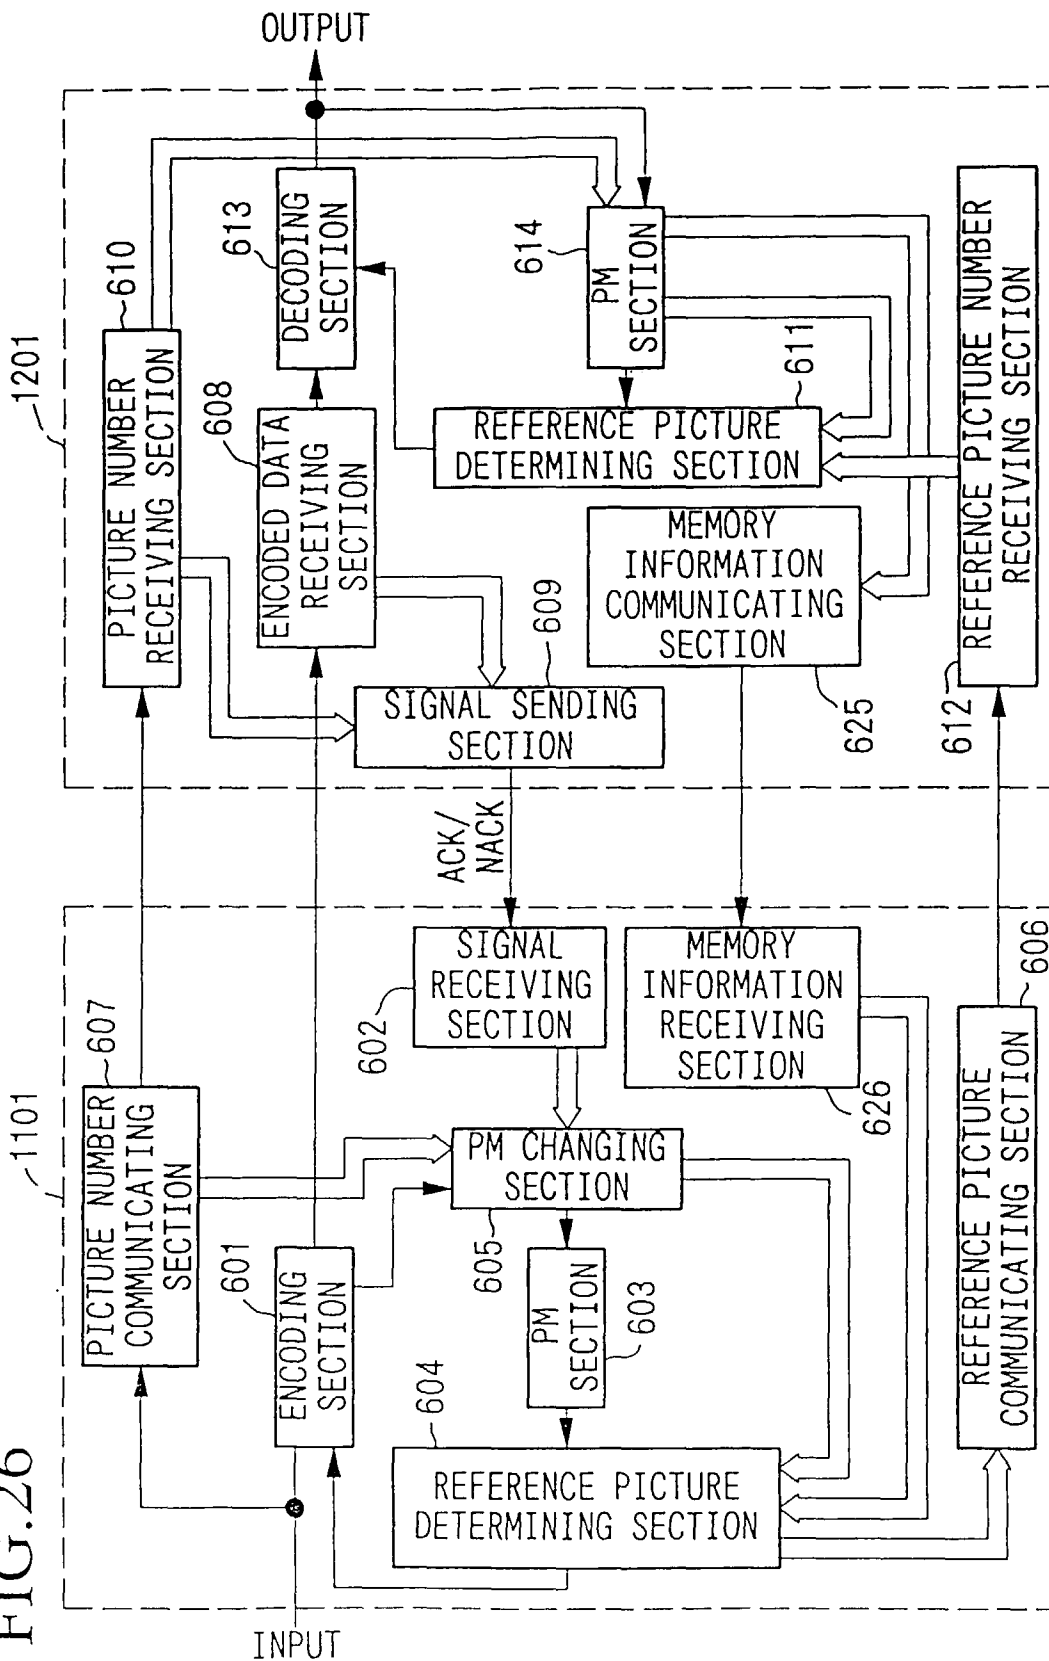 FIG.26
1101
1201
INPUT
OUTPUT
607
PICTURE NUMBER
COMMUNICATING
SECTION
601
ENCODING
SECTION
604
REFERENCE PICTURE
DETERMINING SECTION
PM
SECTION
603
PM CHANGING
SECTION
605
602
SIGNAL
RECEIVING
SECTION
MEMORY
INFORMATION
RECEIVING
SECTION
626
REFERENCE PICTURE
COMMUNICATING SECTION
606
ACK/
NACK
610
PICTURE NUMBER
RECEIVING SECTION
608
ENCODED DATA
RECEIVING
SECTION
613
DECODING
SECTION
609
SIGNAL SENDING
SECTION
614
PM
SECTION
611
REFERENCE PICTURE
DETERMINING SECTION
MEMORY
INFORMATION
COMMUNICATING
SECTION
625
612
REFERENCE PICTURE NUMBER
RECEIVING SECTION